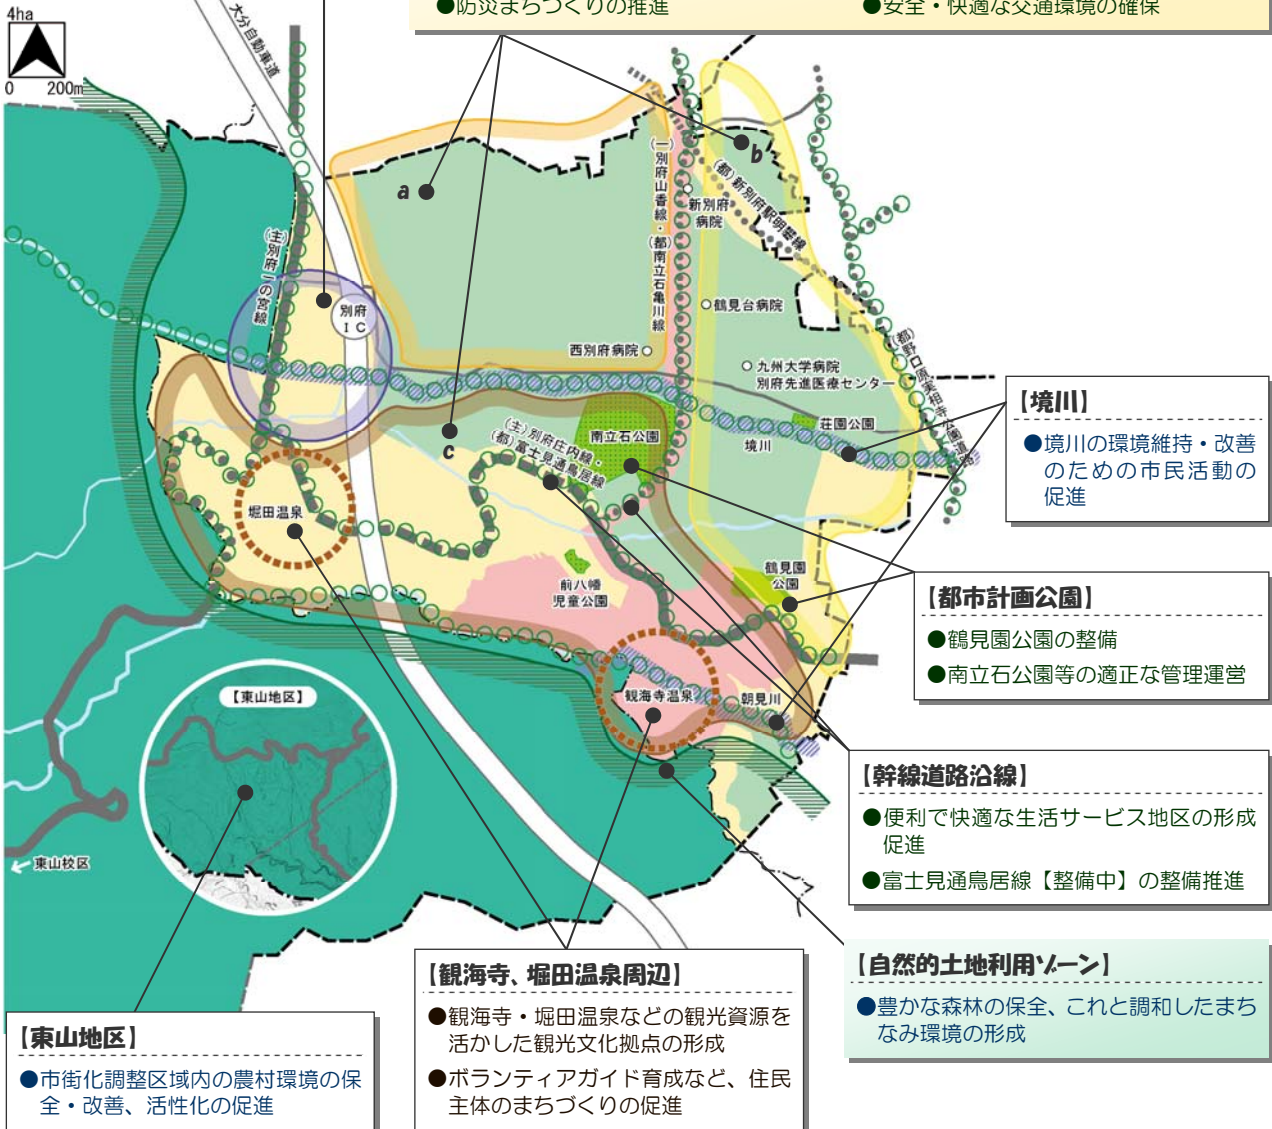 ●防災まちづくりの推進
●安全・快適な交通環境の確保
4ha
0 200m
大分自動車道
a
b
c
(一)別府山香線・(都)南立石亀川線
(都)新別府駅明礬線
新別府
病院
(主)別府一の宮線
別府
IC
鶴見台病院
西別府病院
九州大学病院
別府先進医療センター
(都)野口原実相寺公園通線
荘園公園
境川
南立石公園
(主)別府庄内線・
(都)富士見通鳥居線
堀田温泉
前八幡
児童公園
鶴見園
公園
観海寺温泉
朝見川
【東山地区】
東山校区
【境川】
●境川の環境維持・改善
のための市民活動の
促進
【都市計画公園】
●鶴見園公園の整備
●南立石公園等の適正な管理運営
【幹線道路沿線】
●便利で快適な生活サービス地区の形成
促進
●富士見通鳥居線【整備中】の整備推進
【自然的土地利用ゾーン】
●豊かな森林の保全、これと調和したまち
なみ環境の形成
【観海寺、堀田温泉周辺】
●観海寺・堀田温泉などの観光資源を
活かした観光文化拠点の形成
●ボランティアガイド育成など、住民
主体のまちづくりの促進
【東山地区】
●市街化調整区域内の農村環境の保
全・改善、活性化の促進